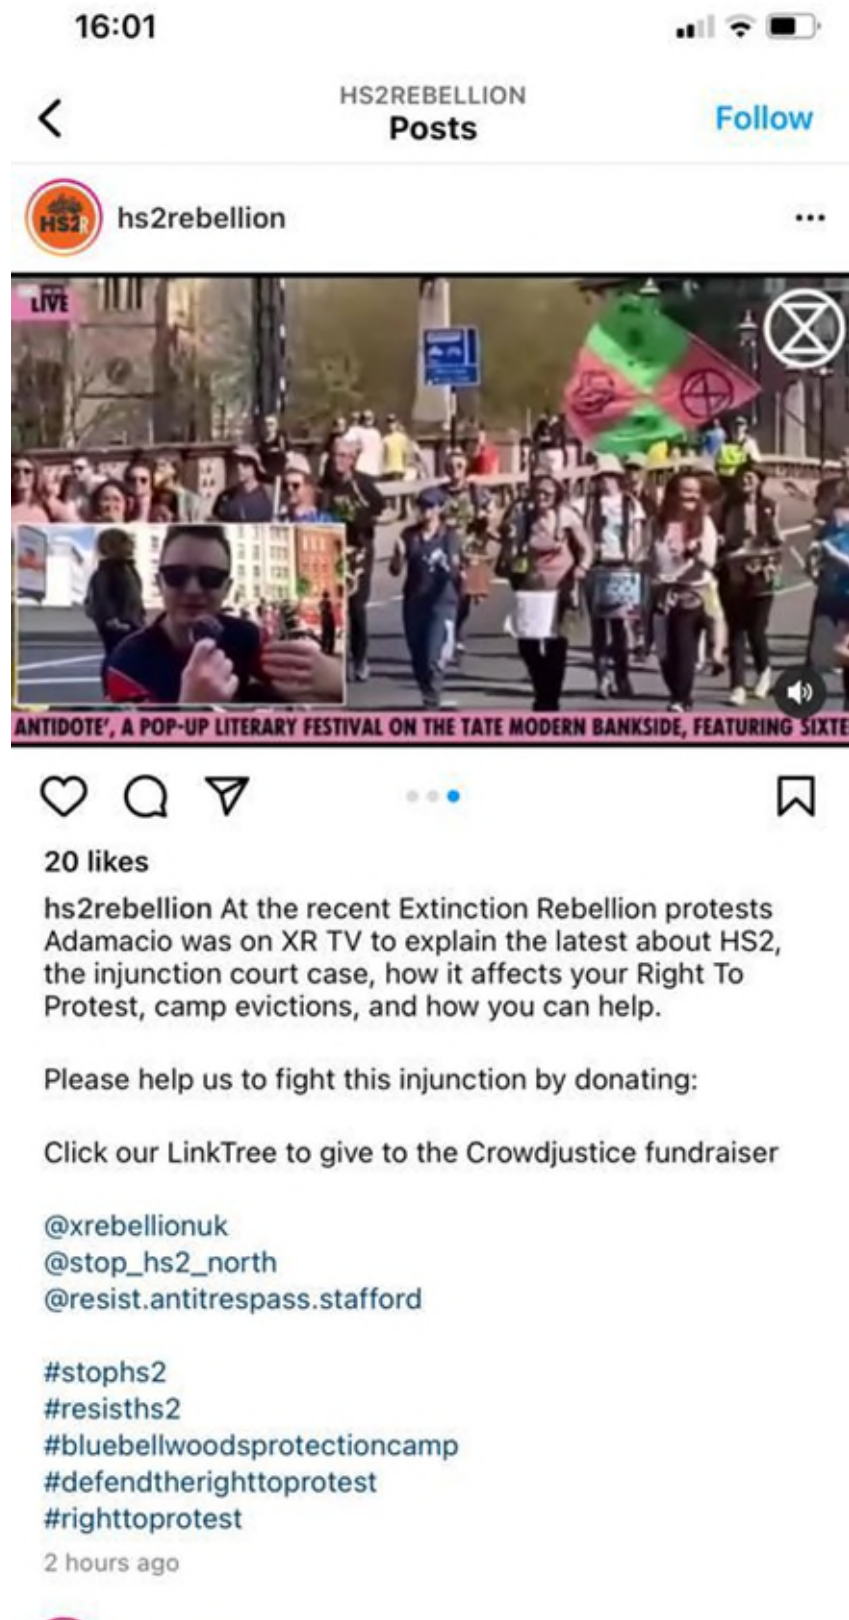 16:01
HS2REBELLION
Posts
Follow
HS2R
hs2rebellion
LIVE
ANTIDOTE', A POP-UP LITERARY FESTIVAL ON THE TATE MODERN BANKSIDE, FEATURING SIXTE
20 likes
hs2rebellion At the recent Extinction Rebellion protests
Adamacio was on XR TV to explain the latest about HS2,
the injunction court case, how it affects your Right To
Protest, camp evictions, and how you can help.
Please help us to fight this injunction by donating:
Click our LinkTree to give to the Crowdjustice fundraiser
@xrebellionuk
@stop_hs2_north
@resist.antitrespass.stafford
#stophs2
#resisths2
#bluebellwoodsprotectioncamp
#defendtherighttoprotest
#righttoprotest
2 hours ago